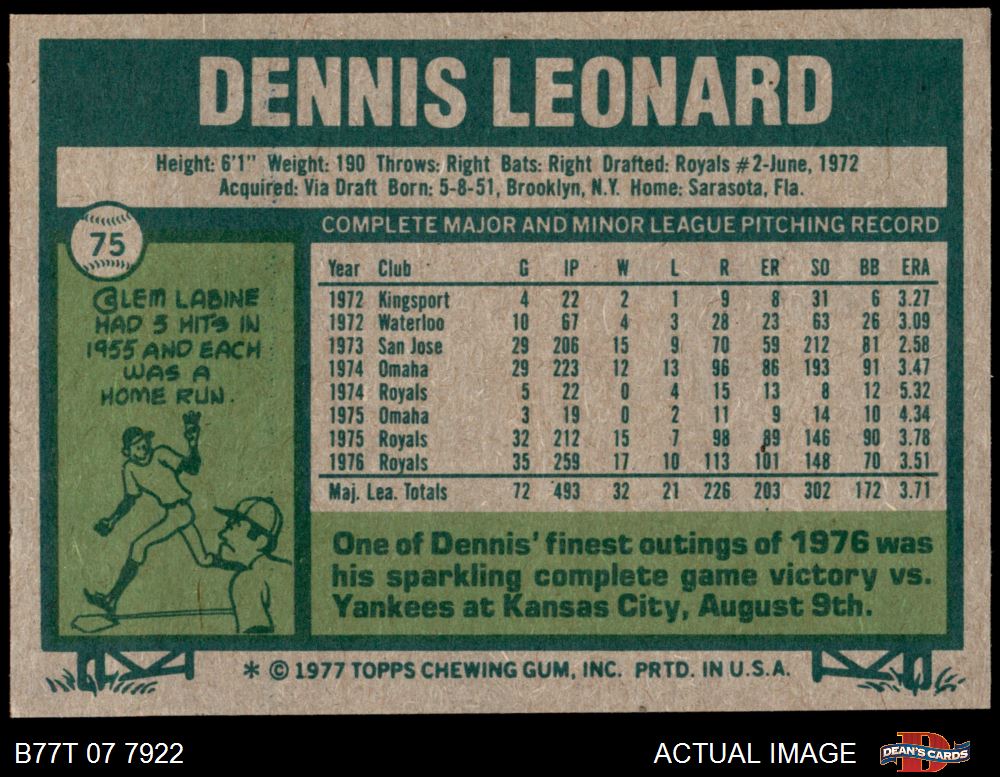 DENNIS LEONARD
Height: 6'1" Weight: 190 Throws: Right Bats: Right Drafted: Royals #2-June, 1972
Acquired: Via Draft Born: 5-8-51, Brooklyn, N.Y. Home: Sarasota, Fla.
75
CLEM LABINE
HAD 3 HITS IN
1955 AND EACH
WAS A
HOME RUN.
COMPLETE MAJOR AND MINOR LEAGUE PITCHING RECORD
Year Club G IP W L R ER SO BB ERA
1972 Kingsport 4 22 2 1 9 8 31 6 3.27
1972 Waterloo 10 67 4 3 28 23 63 26 3.09
1973 San Jose 29 206 15 9 70 59 212 81 2.58
1974 Omaha 29 223 12 13 96 86 193 91 3.47
1974 Royals 5 22 0 4 15 13 8 12 5.32
1975 Omaha 3 19 0 2 11 9 14 10 4.34
1975 Royals 32 212 15 7 98 89 146 90 3.78
1976 Royals 35 259 17 10 113 101 148 70 3.51
Maj. Lea. Totals 72 493 32 21 226 203 302 172 3.71
One of Dennis' finest outings of 1976 was
his sparkling complete game victory vs.
Yankees at Kansas City, August 9th.
* © 1977 TOPPS CHEWING GUM, INC. PRTD. IN U.S.A.
B77T 07 7922
ACTUAL IMAGE
DEAN'S CARDS